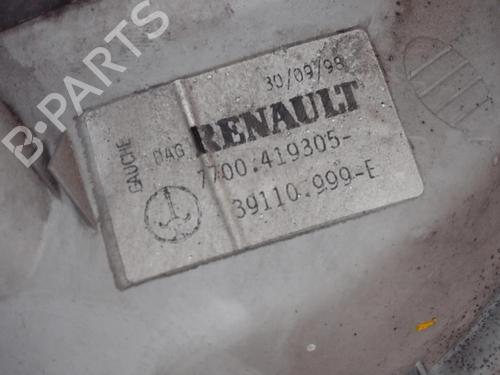 B-PARTS
30/09/98
GAUCHE
DAG RENAULT
7700.419305-
39110.999-E